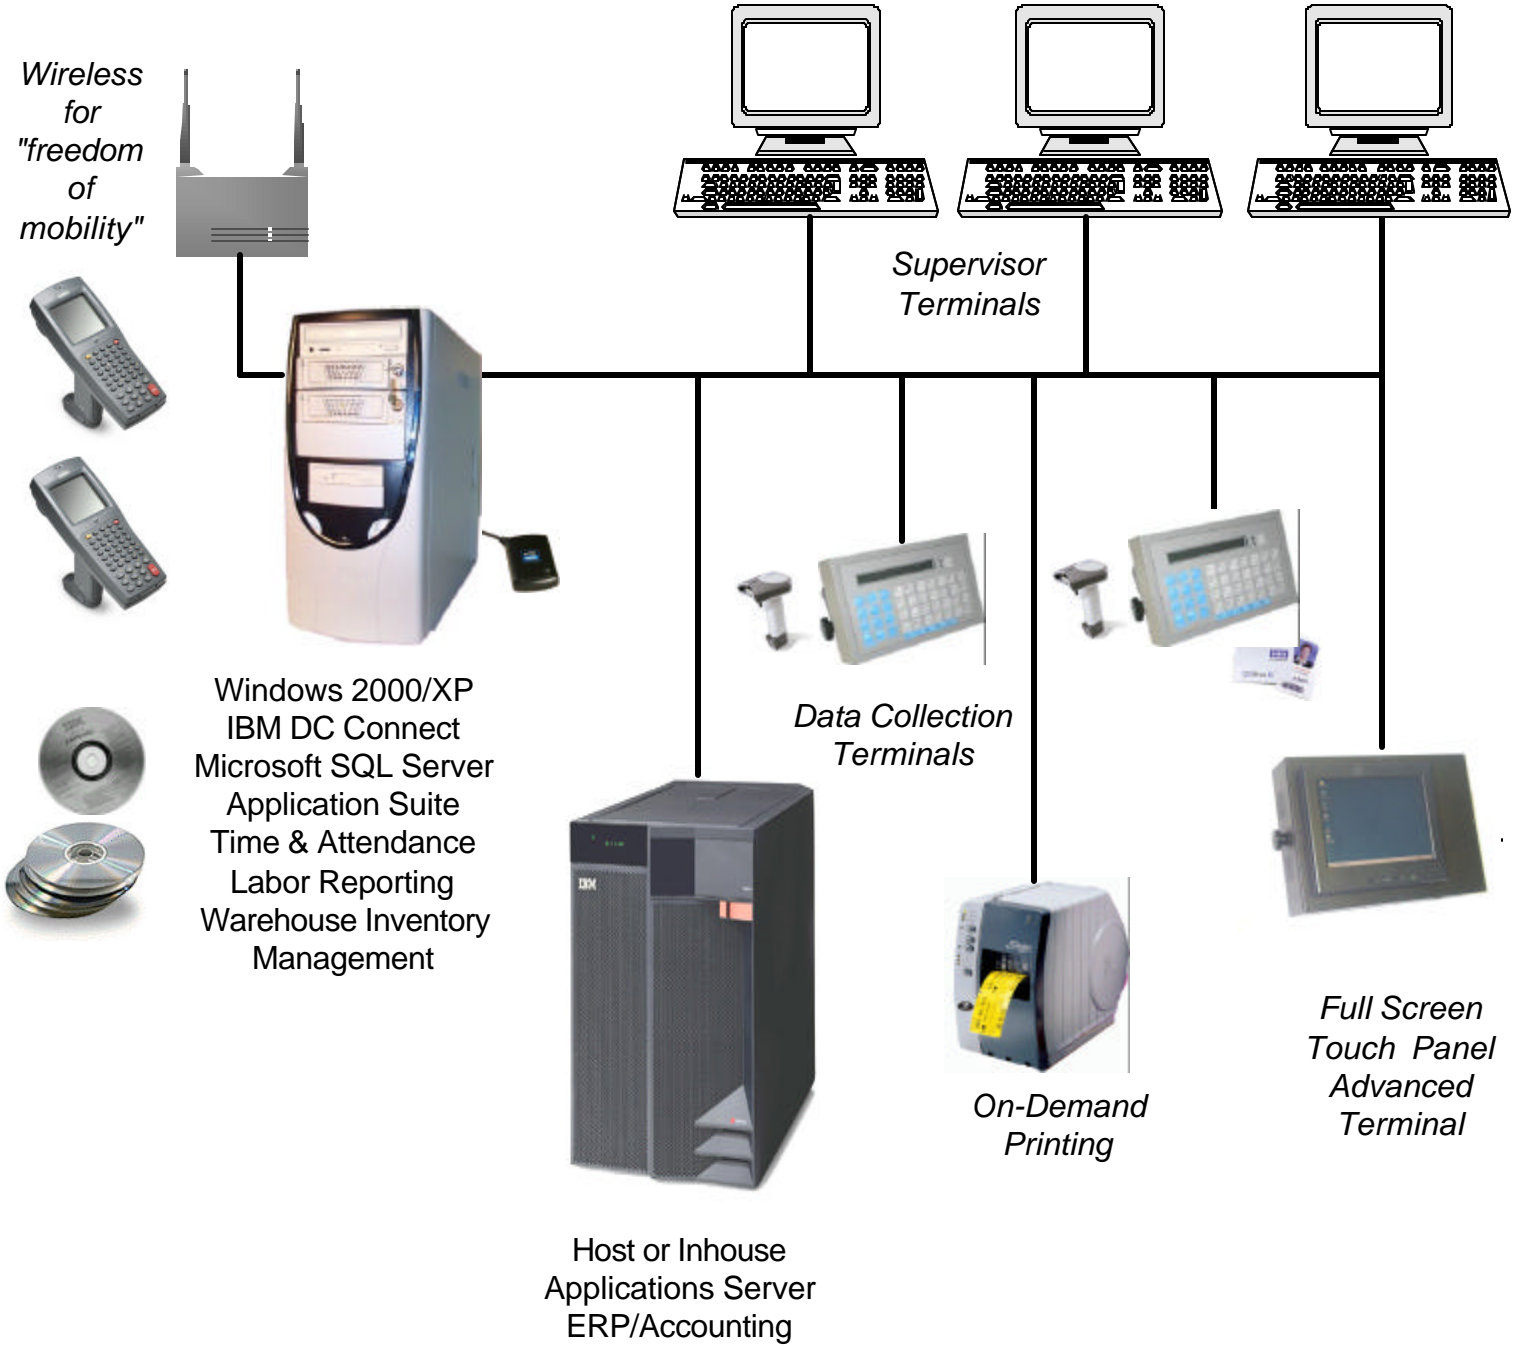 Wireless
for
"freedom
of
mobility"
Supervisor
Terminals
Windows 2000/XP
IBM DC Connect
Microsoft SQL Server
Application Suite
Time & Attendance
Labor Reporting
Warehouse Inventory
Management
Data Collection
Terminals
IBM
On-Demand
Printing
Full Screen
Touch Panel
Advanced
Terminal
Host or Inhouse
Applications Server
ERP/Accounting